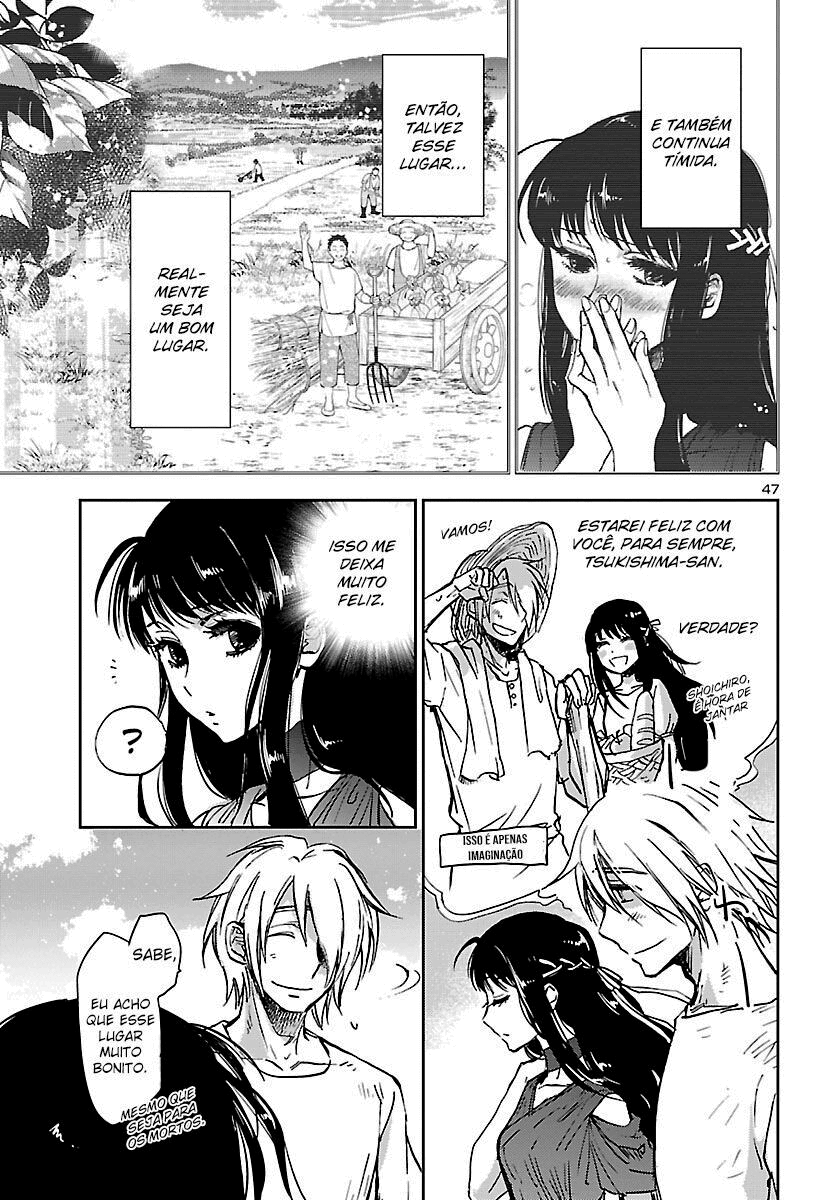 E TAMBÉM
CONTINUA
TÍMIDA.
ENTÃO,
TALVEZ
ESSE
LUGAR...
REAL-
MENTE
SEJA
UM BOM
LUGAR.
47
VAMOS!
ESTAREI FELIZ COM
VOCÊ, PARA SEMPRE,
TSUKISHIMA-SAN.
VERDADE?
SHOICHIRO,
É HORA DE
JANTAR
ISSO É APENAS
IMAGINAÇÃO
ISSO ME
DEIXA
MUITO
FELIZ.
?
SABE,
EU ACHO
QUE ESSE
LUGAR
MUITO
BONITO.
MESMO QUE
SEJA PARA
OS MORTOS.